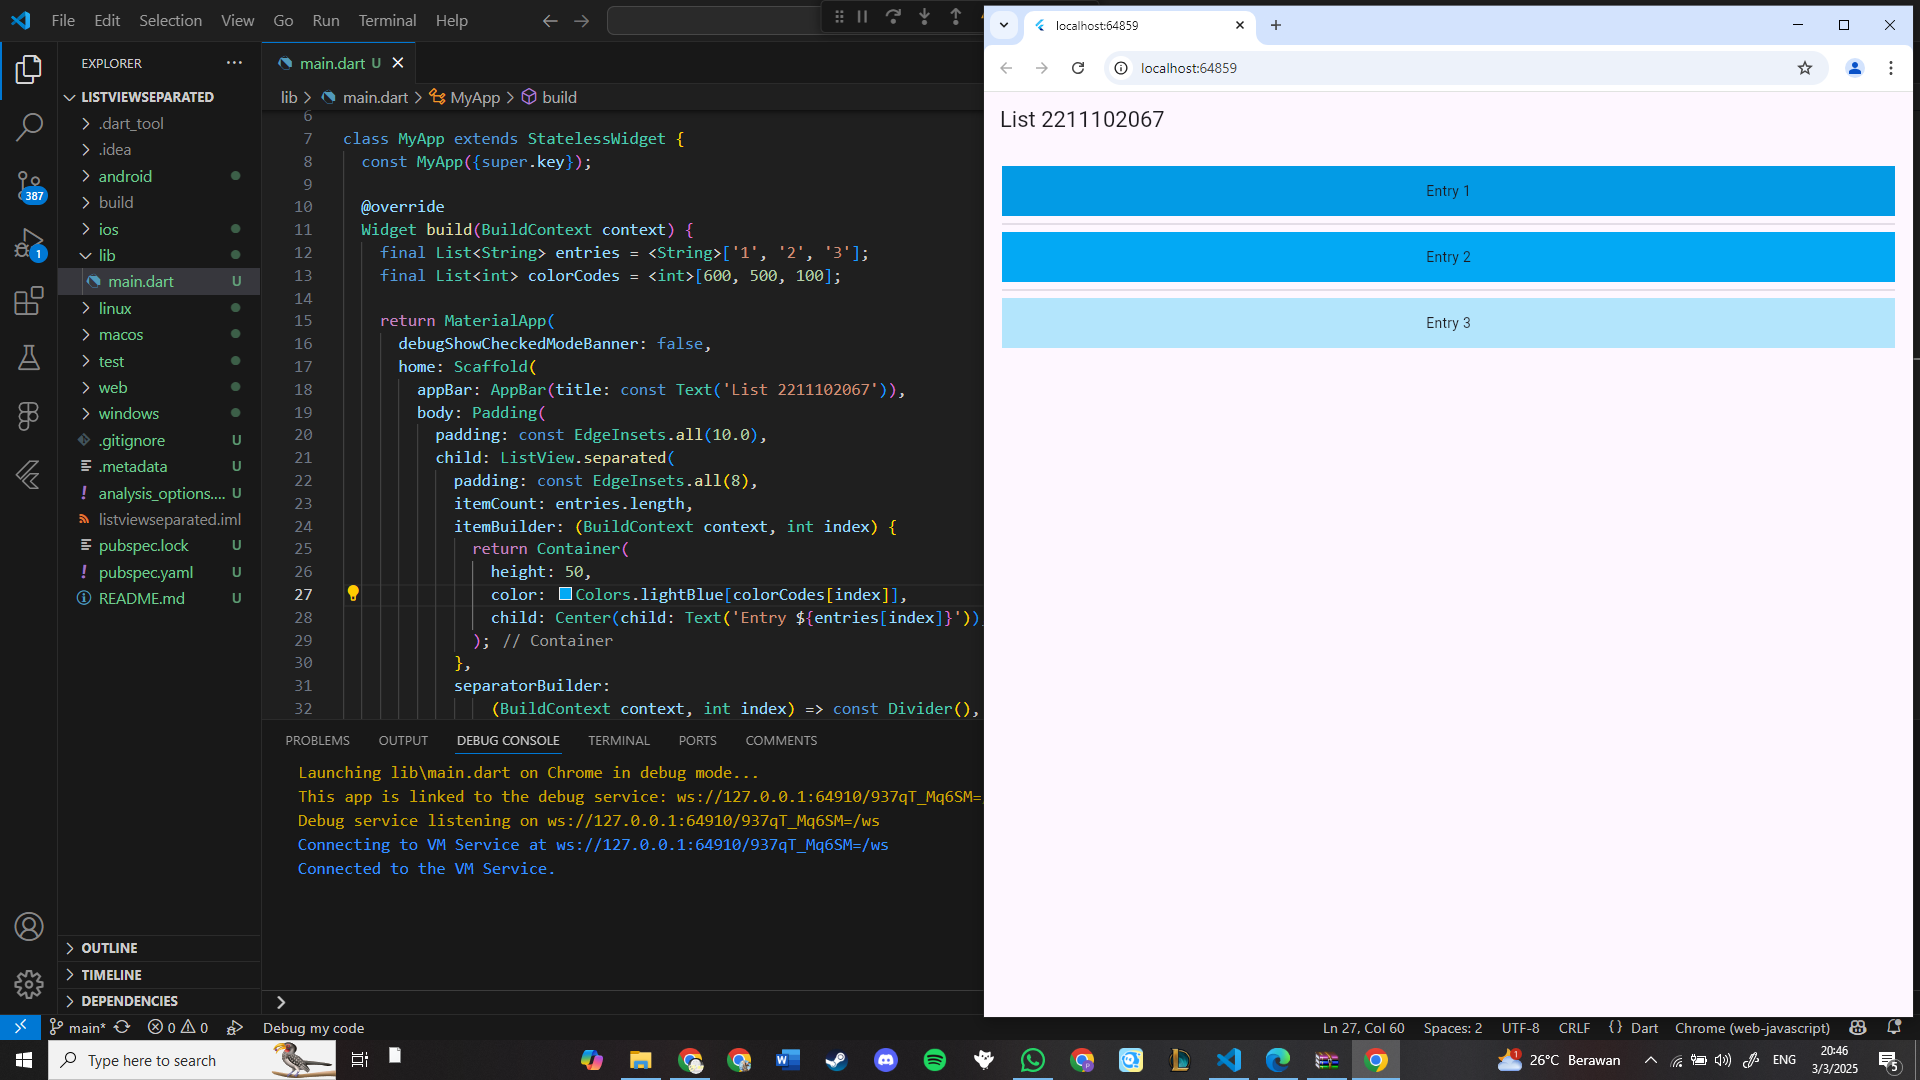 File Edit Selection View Go Run Terminal Help
EXPLORER
LISTVIEWSEPARATED
.dart_tool
.idea
android
build
ios
lib
main.dart U
linux
macos
test
web
windows
.gitignore U
.metadata U
analysis_options.... U
listviewseparated.iml
pubspec.lock U
pubspec.yaml U
README.md U
OUTLINE
TIMELINE
DEPENDENCIES
387
1
main.dart U
lib > main.dart > MyApp > build
6
7 class MyApp extends StatelessWidget {
8 const MyApp({super.key});
9
10 @override
11 Widget build(BuildContext context) {
12 final List<String> entries = <String>['1', '2', '3'];
13 final List<int> colorCodes = <int>[600, 500, 100];
14
15 return MaterialApp(
16 debugShowCheckedModeBanner: false,
17 home: Scaffold(
18 appBar: AppBar(title: const Text('List 2211102067')),
19 body: Padding(
20 padding: const EdgeInsets.all(10.0),
21 child: ListView.separated(
22 padding: const EdgeInsets.all(8),
23 itemCount: entries.length,
24 itemBuilder: (BuildContext context, int index) {
25 return Container(
26 height: 50,
27 color: Colors.lightBlue[colorCodes[index]],
28 child: Center(child: Text('Entry ${entries[index]}')),
29 ); // Container
30 },
31 separatorBuilder:
32 (BuildContext context, int index) => const Divider(),
PROBLEMS OUTPUT DEBUG CONSOLE TERMINAL PORTS COMMENTS
Launching lib\main.dart on Chrome in debug mode...
This app is linked to the debug service: ws://127.0.0.1:64910/937qT_Mq6SM=
Debug service listening on ws://127.0.0.1:64910/937qT_Mq6SM=/ws
Connecting to VM Service at ws://127.0.0.1:64910/937qT_Mq6SM=/ws
Connected to the VM Service.
localhost:64859
localhost:64859
List 2211102067
Entry 1
Entry 2
Entry 3
main* 0 0 Debug my code Ln 27, Col 60 Spaces: 2 UTF-8 CRLF {} Dart Chrome (web-javascript)
Type here to search
1 26°C Berawan ENG 20:46 3/3/2025 5